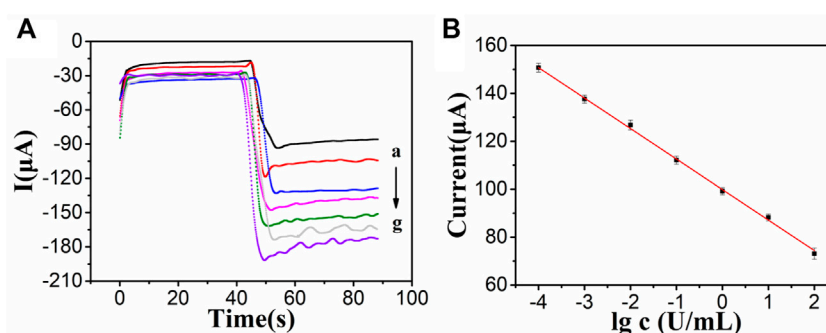 A
I(μA)
0
-30
-60
-90
-120
-150
-180
-210
a
g
0 20 40 60 80 100
Time(s)
B
Current(μA)
160
140
120
100
80
60
-4 -3 -2 -1 0 1 2
lg c (U/mL)